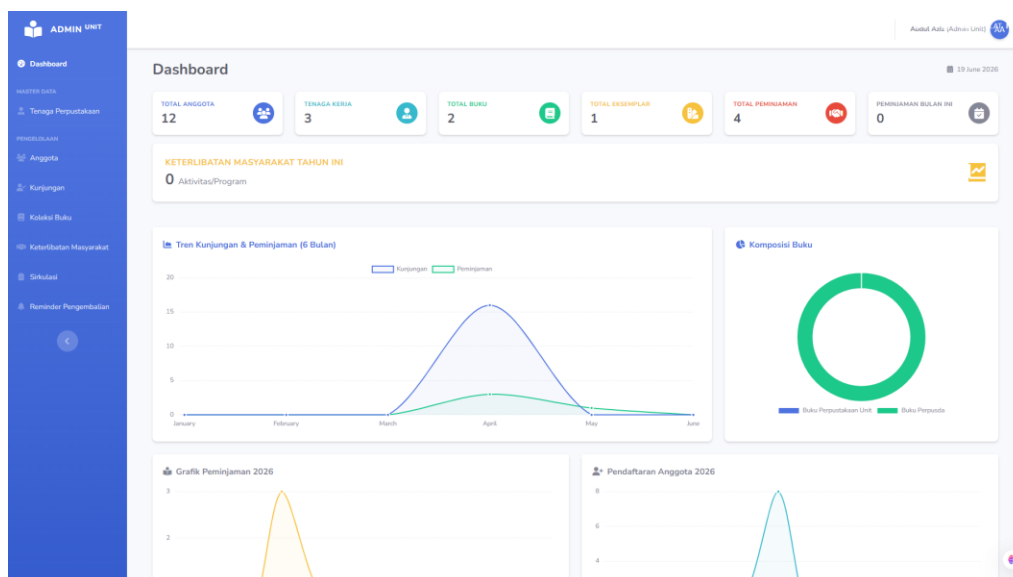 ADMIN UNIT
Dashboard
MASTER DATA
Tenaga Perpustakaan
PENGELOLAAN
Anggota
Kunjungan
Koleksi Buku
Keterlibatan Masyarakat
Sirkulasi
Reminder Pengembalian
(Admin Unit)
Dashboard
19 June 2026
TOTAL ANGGOTA
12
TENAGA KERJA
3
TOTAL BUKU
2
TOTAL EKSEMPLAR
1
TOTAL PEMINJAMAN
4
PEMINJAMAN BULAN INI
0
KETERLIBATAN MASYARAKAT TAHUN INI
0 Aktivitas/Program
Tren Kunjungan & Peminjaman (6 Bulan)
Kunjungan Peminjaman
20
15
10
5
0
January February March April May June
Komposisi Buku
Buku Perpustakaan Unit Buku Perpusda
Grafik Peminjaman 2026
3
2
Pendaftaran Anggota 2026
8
6
4